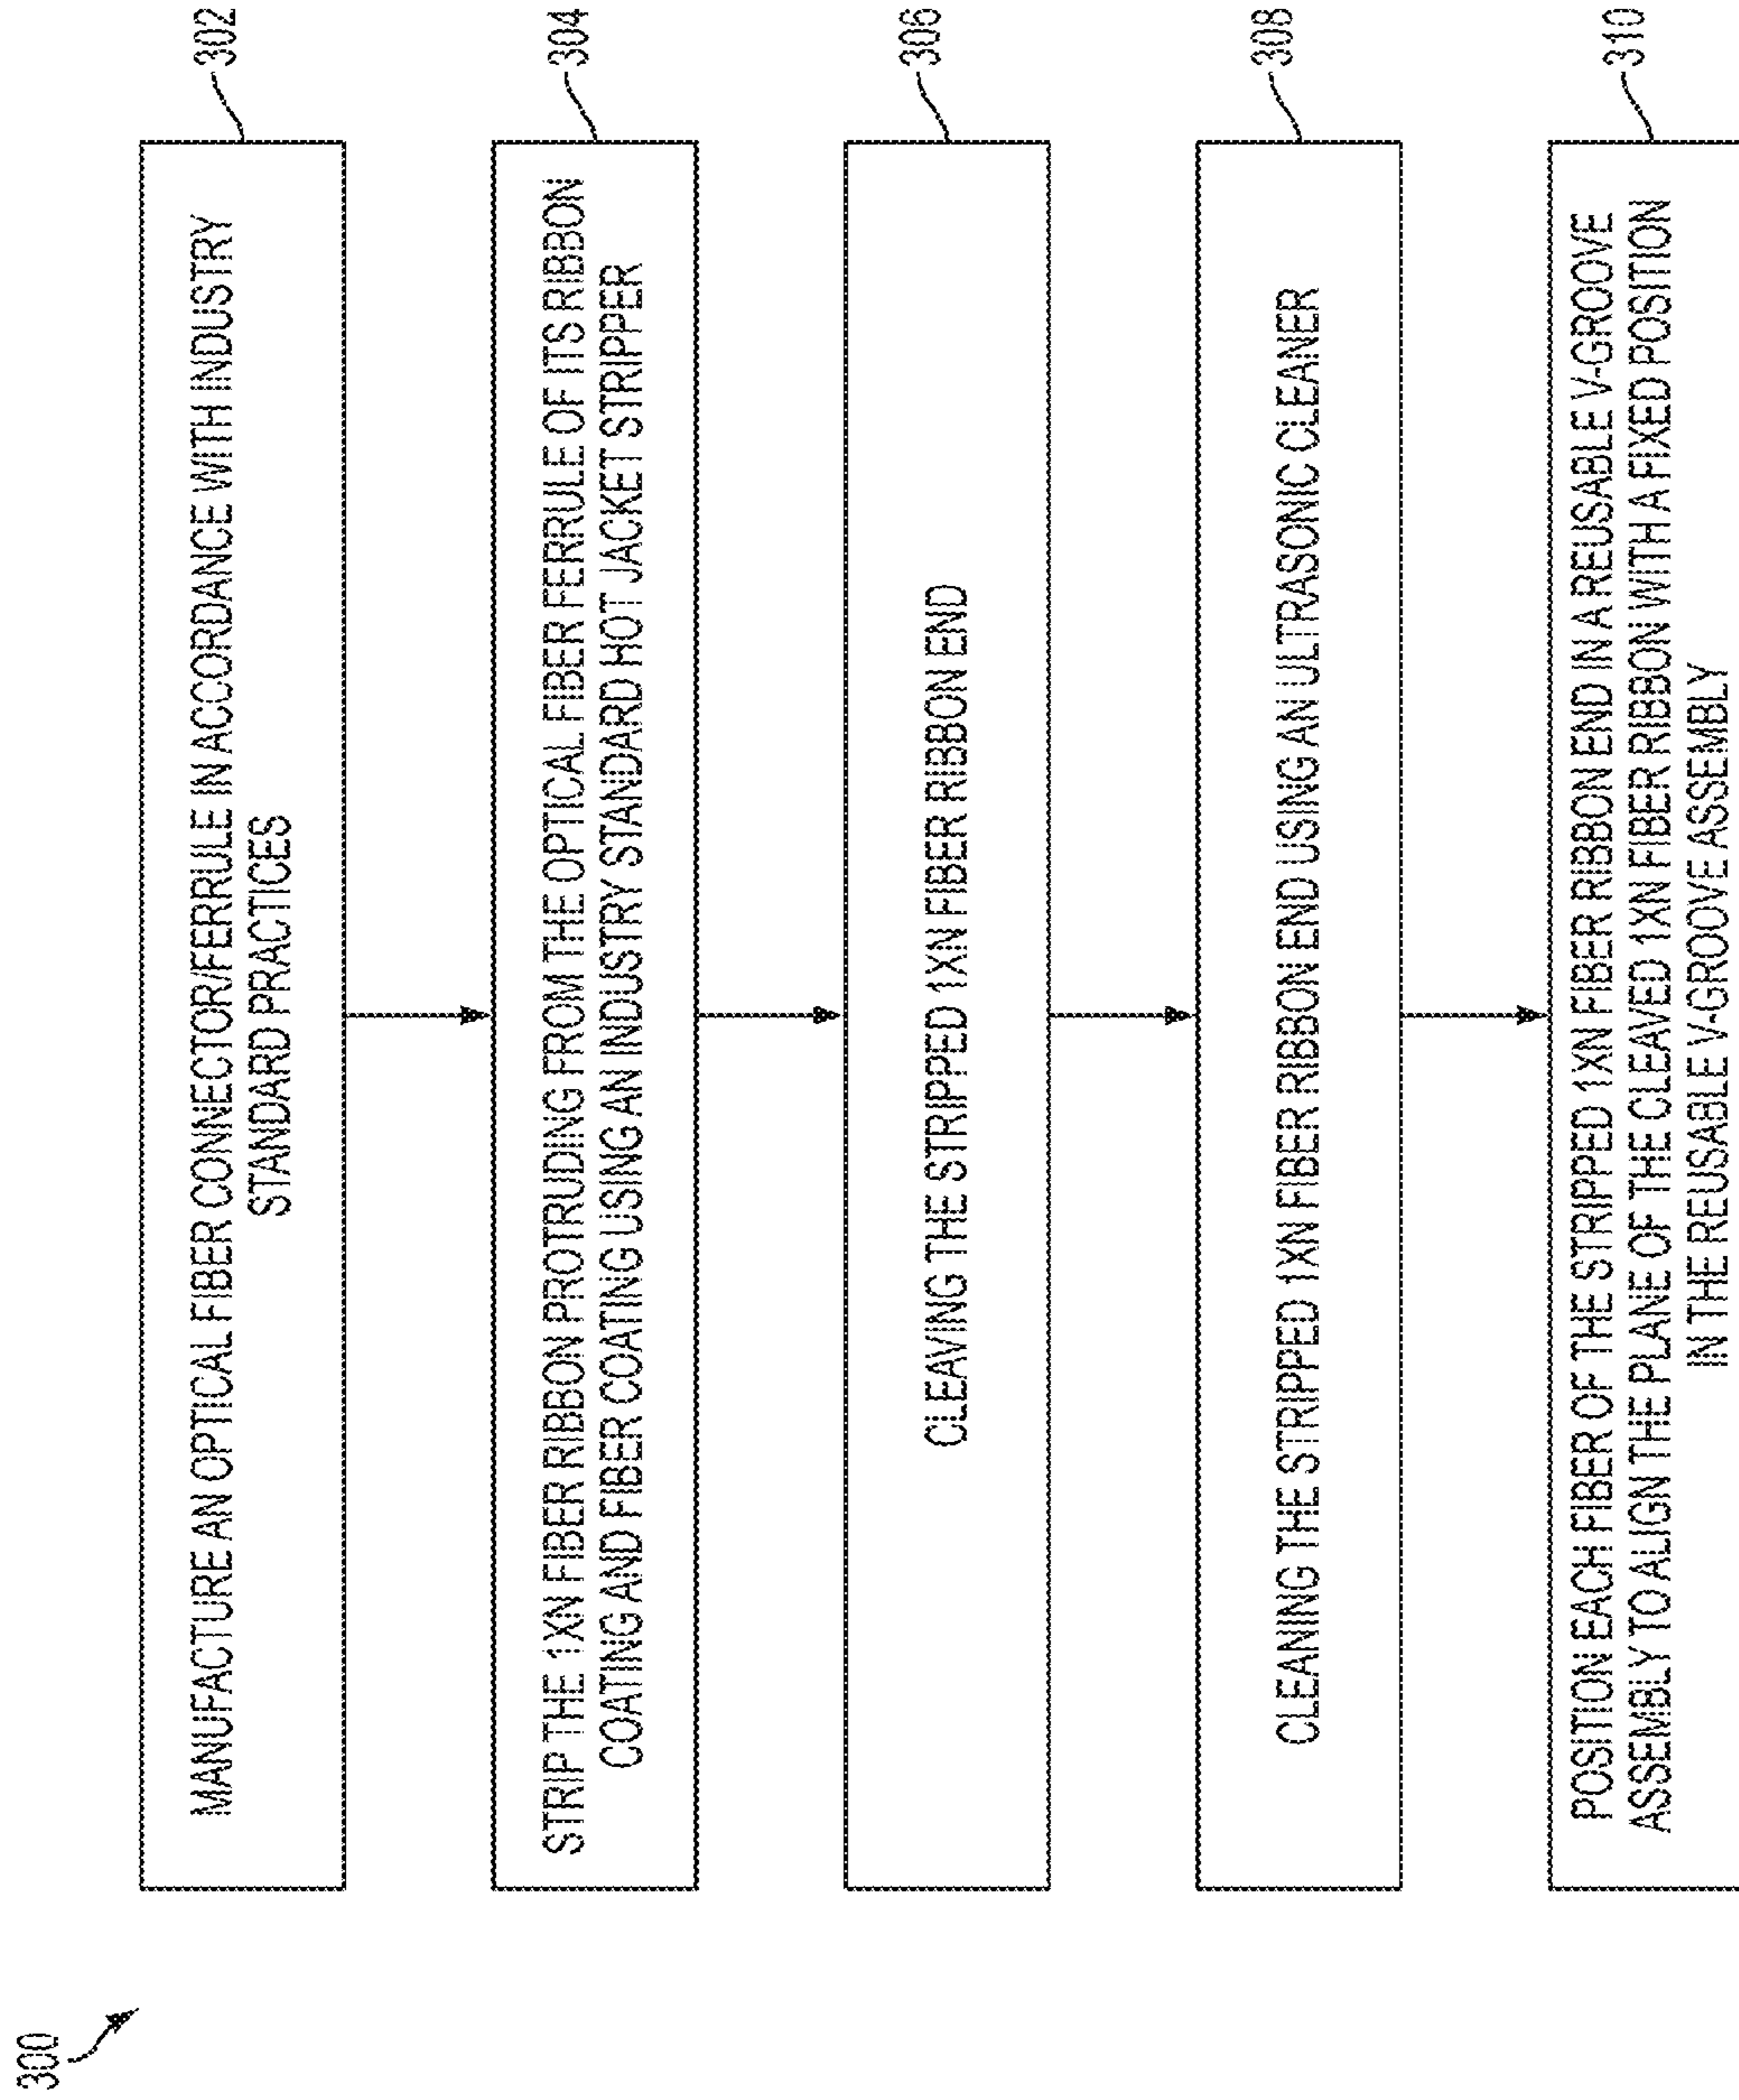 300
MANUFACTURE AN OPTICAL FIBER CONNECTOR/FERRULE IN ACCORDANCE WITH INDUSTRY
STANDARD PRACTICES
302
STRIP THE 1XN FIBER RIBBON PROTRUDING FROM THE OPTICAL FIBER FERRULE OF ITS RIBBON
COATING AND FIBER COATING USING AN INDUSTRY STANDARD HOT JACKET STRIPPER
304
CLEAVING THE STRIPPED 1XN FIBER RIBBON END
306
CLEANING THE STRIPPED 1XN FIBER RIBBON END USING AN ULTRASONIC CLEANER
308
POSITION EACH FIBER OF THE STRIPPED 1XN FIBER RIBBON END IN A REUSABLE V-GROOVE
ASSEMBLY TO ALIGN THE PLANE OF THE CLEAVED 1XN FIBER RIBBON WITH A FIXED POSITION
IN THE REUSABLE V-GROOVE ASSEMBLY
310